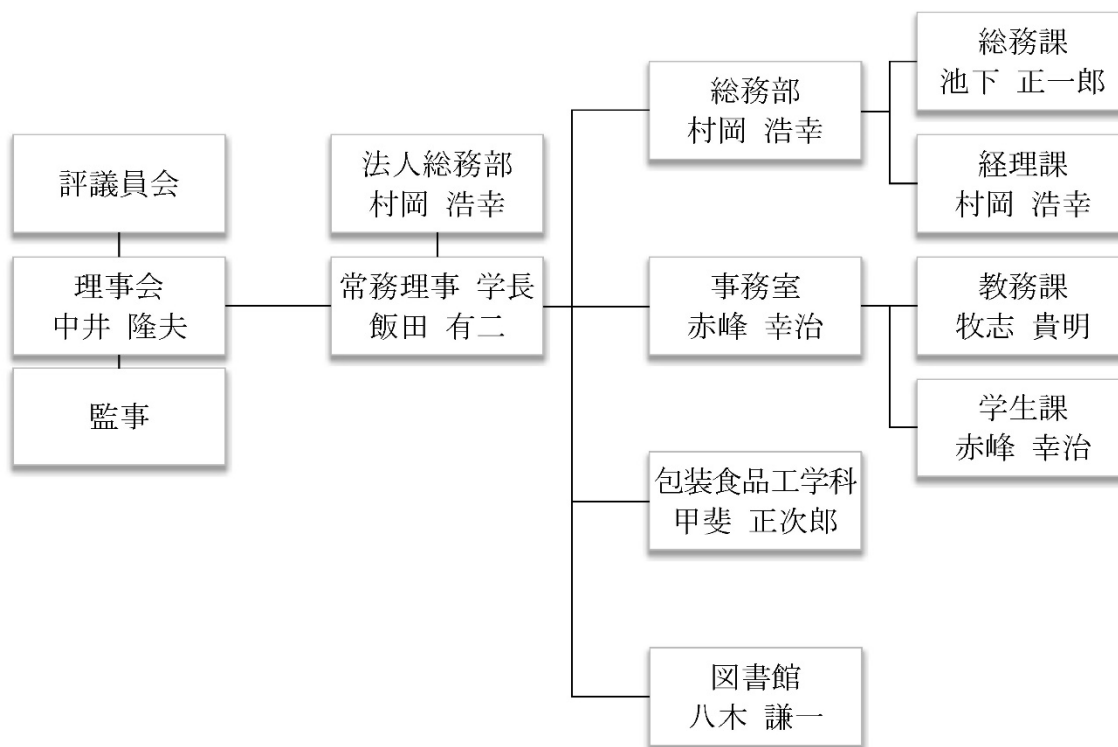 評議員会
理事会
中井 隆夫
監事
法人総務部
村岡 浩幸
常務理事 学長
飯田 有二
総務部
村岡 浩幸
総務課
池下 正一郎
経理課
村岡 浩幸
事務室
赤峰 幸治
教務課
牧志 貴明
学生課
赤峰 幸治
包装食品工学科
甲斐 正次郎
図書館
八木 謙一